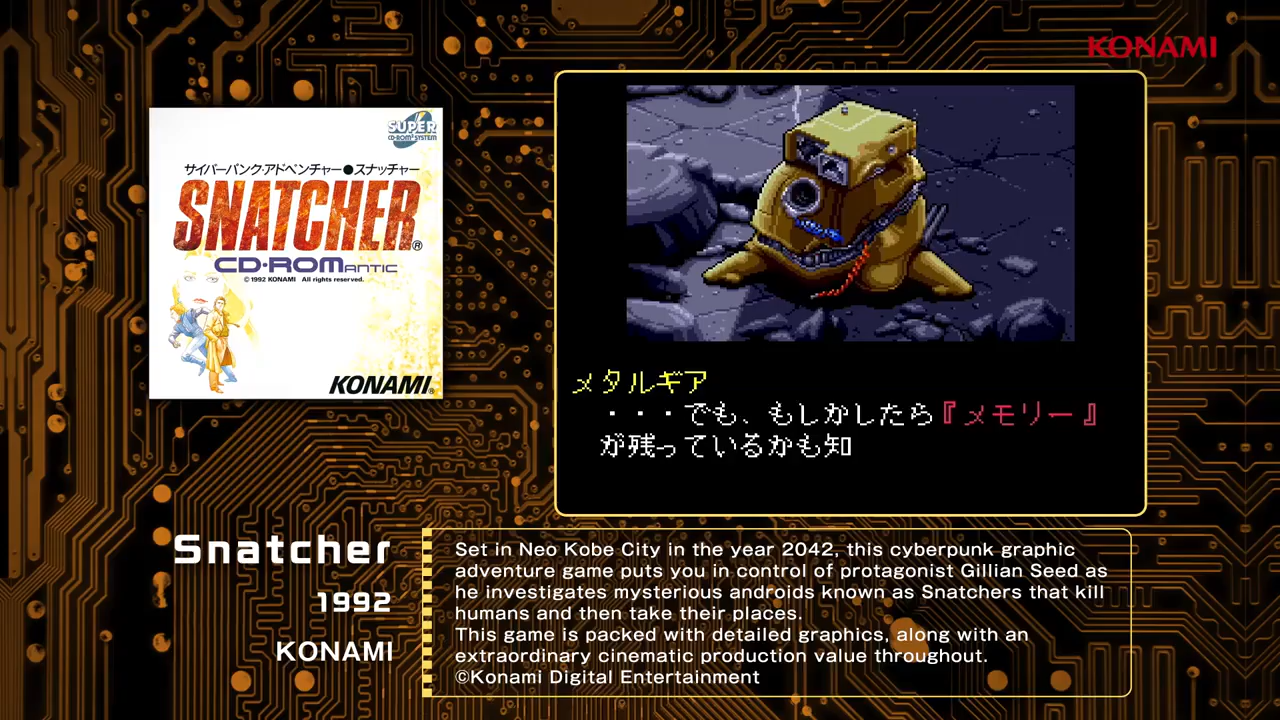 KONAMI
SUPER
CD-ROM² SYSTEM
サイバーパンク・アドベンチャー●スナッチャー
SNATCHER®
CD-ROMANTIC
© 1992 KONAMI All rights reserved.
KONAMI®
メタルギア
・・・でも、もしかしたら『メモリー』
が残っているかも知
Snatcher
1992
KONAMI
Set in Neo Kobe City in the year 2042, this cyberpunk graphic
adventure game puts you in control of protagonist Gillian Seed as
he investigates mysterious androids known as Snatchers that kill
humans and then take their places.
This game is packed with detailed graphics, along with an
extraordinary cinematic production value throughout.
©Konami Digital Entertainment